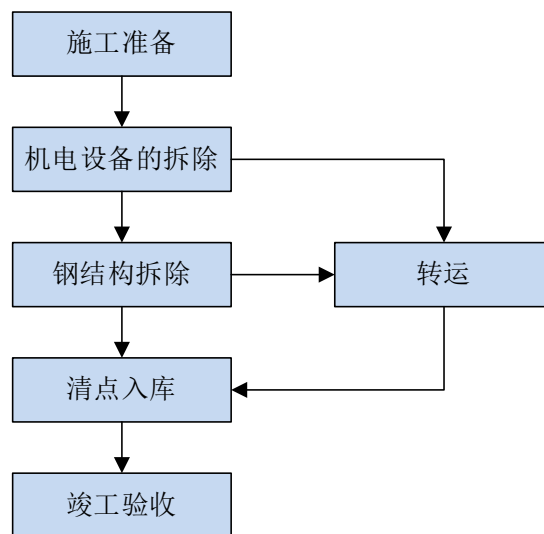 施工准备
机电设备的拆除
钢结构拆除
转运
清点入库
竣工验收